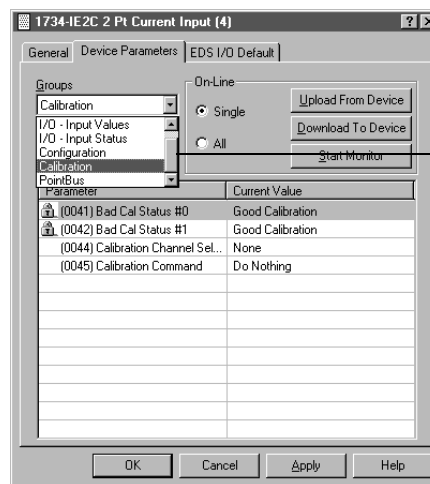 1734-IE2C 2 Pt Current Input (4)
General Device Parameters EDS I/O Default
Groups
On-Line
Calibration
I/O - Input Values
I/O - Input Status
Configuration
Calibration
PointBus
Single
All
Upload From Device
Download To Device
Start Monitor
Parameter Current Value
(0041) Bad Cal Status #0 Good Calibration
(0042) Bad Cal Status #1 Good Calibration
(0044) Calibration Channel Sel... None
(0045) Calibration Command Do Nothing
OK Cancel Apply Help